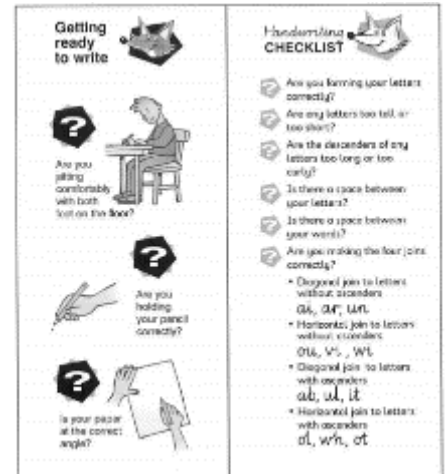 Getting
ready
to write
?
Are you
sitting
comfortably
with both
feet on the floor?
?
Are you
holding
your pencil
correctly?
?
Is your paper
at the correct
angle?
Handwriting
CHECKLIST
? Are you forming your letters
correctly?
? Are any letters too tall or
too short?
? Are the descenders of any
letters too long or too
curly?
? Is there a space between
your letters?
? Is there a space between
your words?
? Are you making the four joins
correctly?
• Diagonal join to letters
without ascenders
ai, ar, un
• Horizontal join to letters
without ascenders
ou, vi, wi
• Diagonal join to letters
with ascenders
ab, ul, it
• Horizontal join to letters
with ascenders
ol, wh, ot